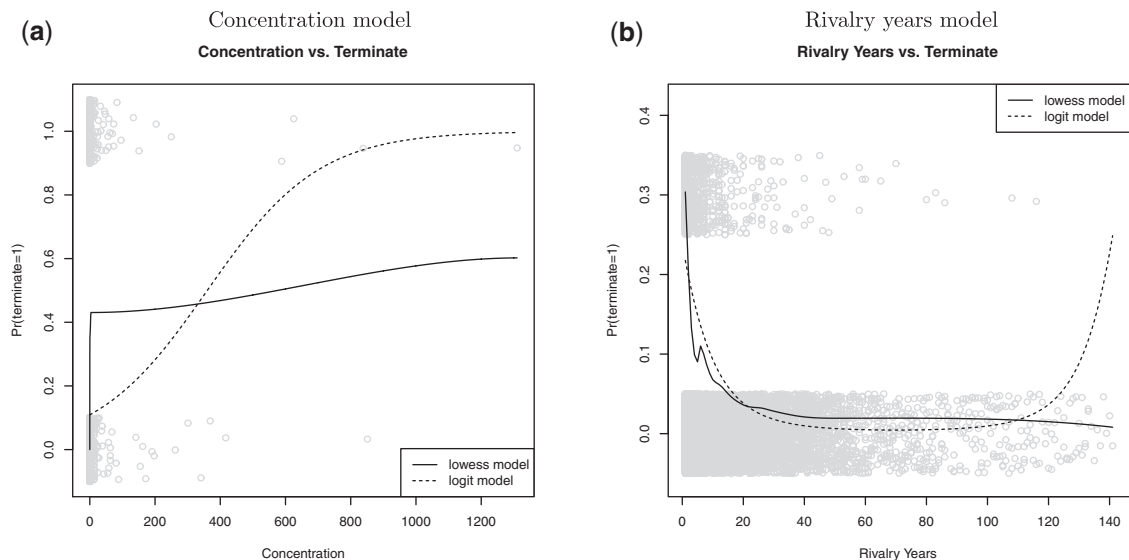 (a)
Concentration model
Concentration vs. Terminate
Pr(terminate=1)
1.0
0.8
0.6
0.4
0.2
0.0
lowess model
logit model
0 200 400 600 800 1000 1200
Concentration
(b)
Rivalry years model
Rivalry Years vs. Terminate
lowess model
logit model
Pr(terminate=1)
0.4
0.3
0.2
0.1
0.0
0 20 40 60 80 100 120 140
Rivalry Years